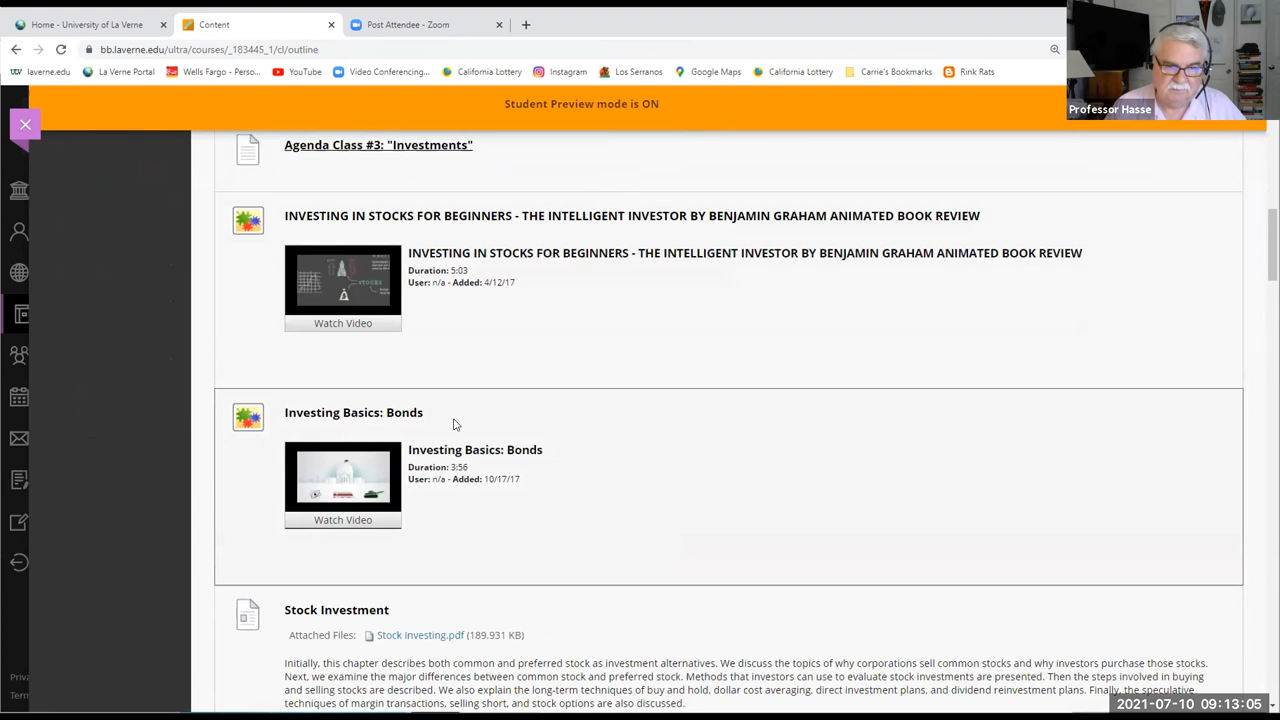 Home - University of La Verne
Content
Post Attendee - Zoom
bb.laverne.edu/ultra/courses/_183445_1/cl/outline
laverne.edu
La Verne Portal
Wells Fargo - Perso...
YouTube
Video Conferencing...
California Lottery
Instagram
Los Serranos
Google Maps
California Lottery
Carrie's Bookmarks
Rink Rats
Professor Hasse
Student Preview mode is ON
Agenda Class #3: "Investments"
INVESTING IN STOCKS FOR BEGINNERS - THE INTELLIGENT INVESTOR BY BENJAMIN GRAHAM ANIMATED BOOK REVIEW
INVESTING IN STOCKS FOR BEGINNERS - THE INTELLIGENT INVESTOR BY BENJAMIN GRAHAM ANIMATED BOOK REVIEW
Duration: 5:03
User: n/a - Added: 4/12/17
STOCKS
Watch Video
Investing Basics: Bonds
Investing Basics: Bonds
Duration: 3:56
User: n/a - Added: 10/17/17
Watch Video
Stock Investment
Attached Files: Stock Investing.pdf (189.931 KB)
Initially, this chapter describes both common and preferred stock as investment alternatives. We discuss the topics of why corporations sell common stocks and why investors purchase those stocks.
Next, we examine the major differences between common stock and preferred stock. Methods that investors can use to evaluate stock investments are presented. Then the steps involved in buying
and selling stocks are described. We also explain the long-term techniques of buy and hold, dollar cost averaging, direct investment plans, and dividend reinvestment plans. Finally, the speculative
techniques of margin transactions, selling short, and stock options are also discussed.
Priva
Term
2021-07-10 09:13:05